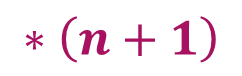 * (n + 1)